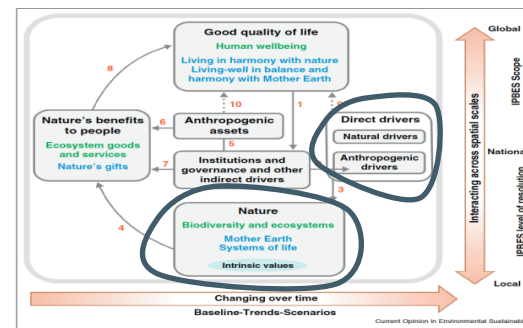 Good quality of life
Human wellbeing
Living in harmony with nature
Living-well in balance and
harmony with Mother Earth
Global
IPBES Scope
8
10
1
Nature's benefits
to people
Ecosystem goods
and services
Nature's gifts
6
Anthropogenic
assets
5
7
Institutions and
governance and other
indirect drivers
Direct drivers
Natural drivers
Anthropogenic
drivers
3
4
Nature
Biodiversity and ecosystems
Mother Earth
Systems of life
Intrinsic values
Interacting across spatial scales
National
IPBES level of resolution
Local
Changing over time
Baseline-Trends-Scenarios
Current Opinion in Environmental